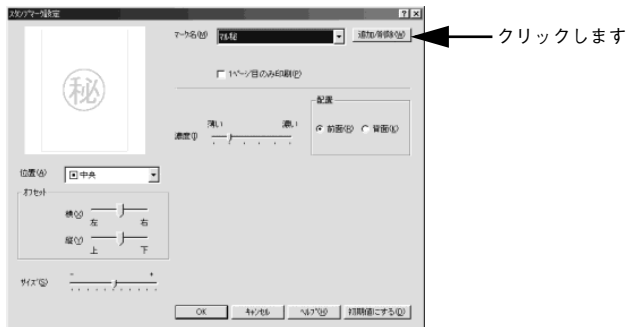 スタンプマーク設定
マーク名(M) マル秘 追加/削除(W) クリックします
1ページ目のみ印刷(P)
秘
配置
薄い 濃い
濃度(I) 前面(R) 背面(K)
位置(A) 中央
オフセット
横(X) 左 右
縦(Y) 上 下
サイズ(S) - +
OK キャンセル ヘルプ(H) 初期値にする(D)